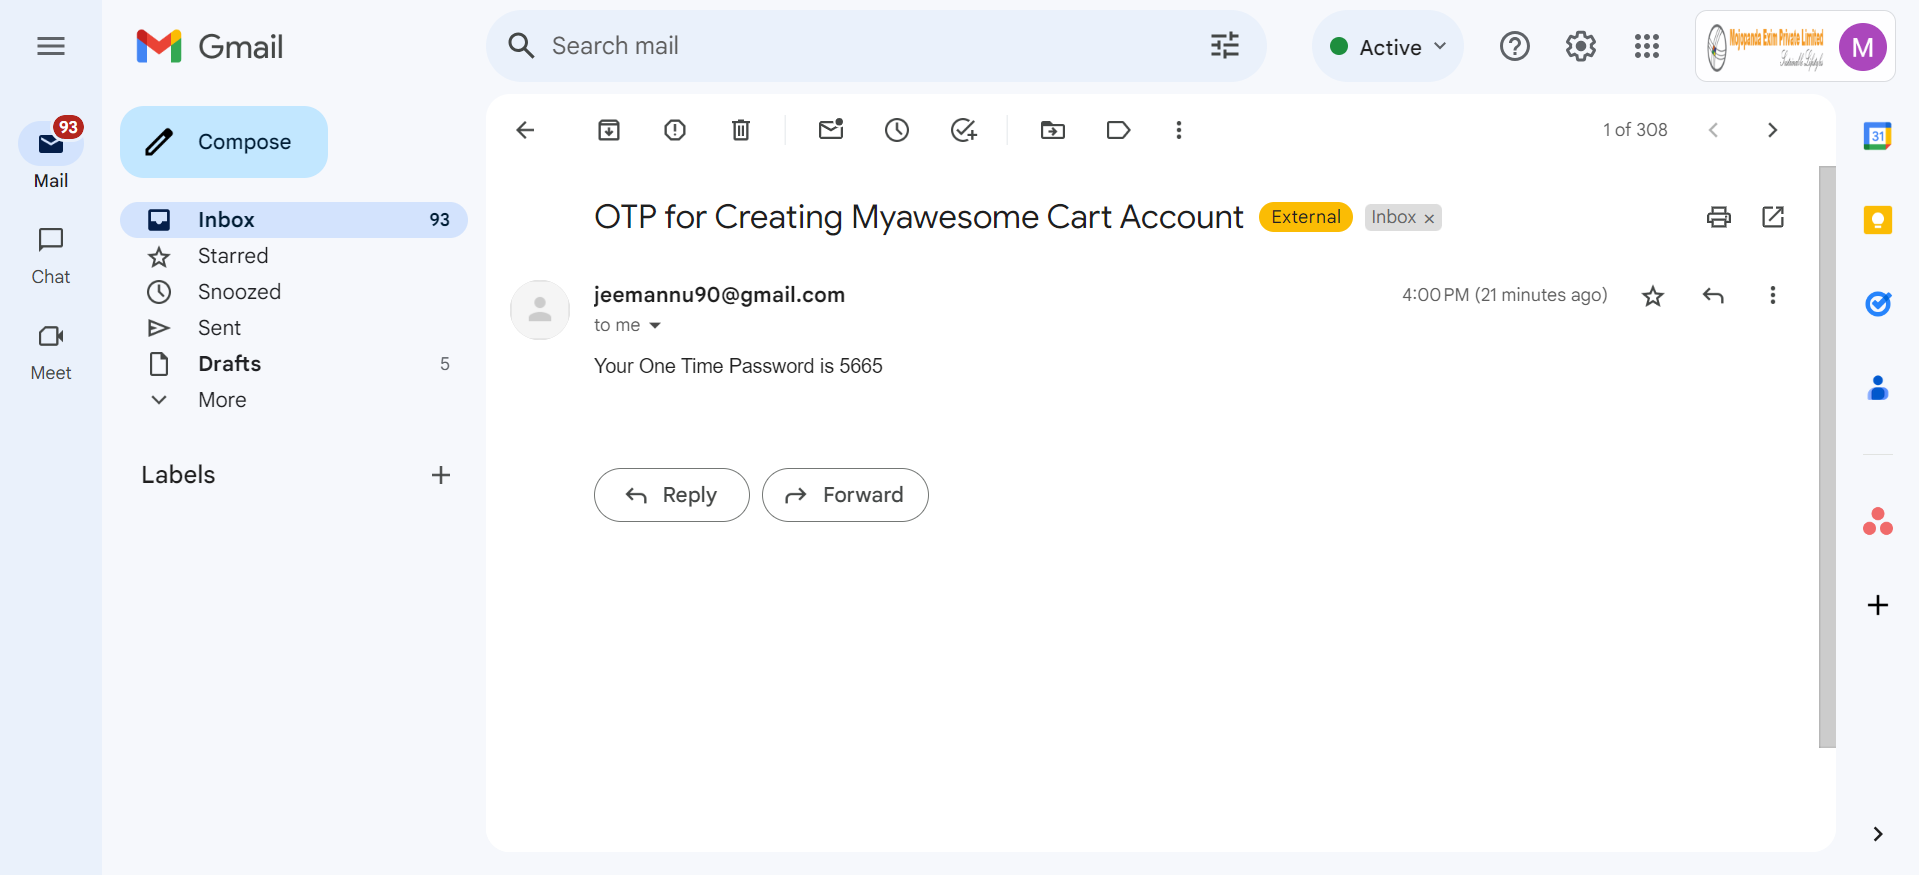 Gmail
Search mail
Active
Mojopanda Exim Private Limited
M
93
Mail
Chat
Meet
Compose
Inbox 93
Starred
Snoozed
Sent
Drafts 5
More
Labels
1 of 308
31
OTP for Creating Myawesome Cart Account External Inbox ×
jeemannu90@gmail.com 4:00 PM (21 minutes ago)
to me
Your One Time Password is 5665
Reply Forward